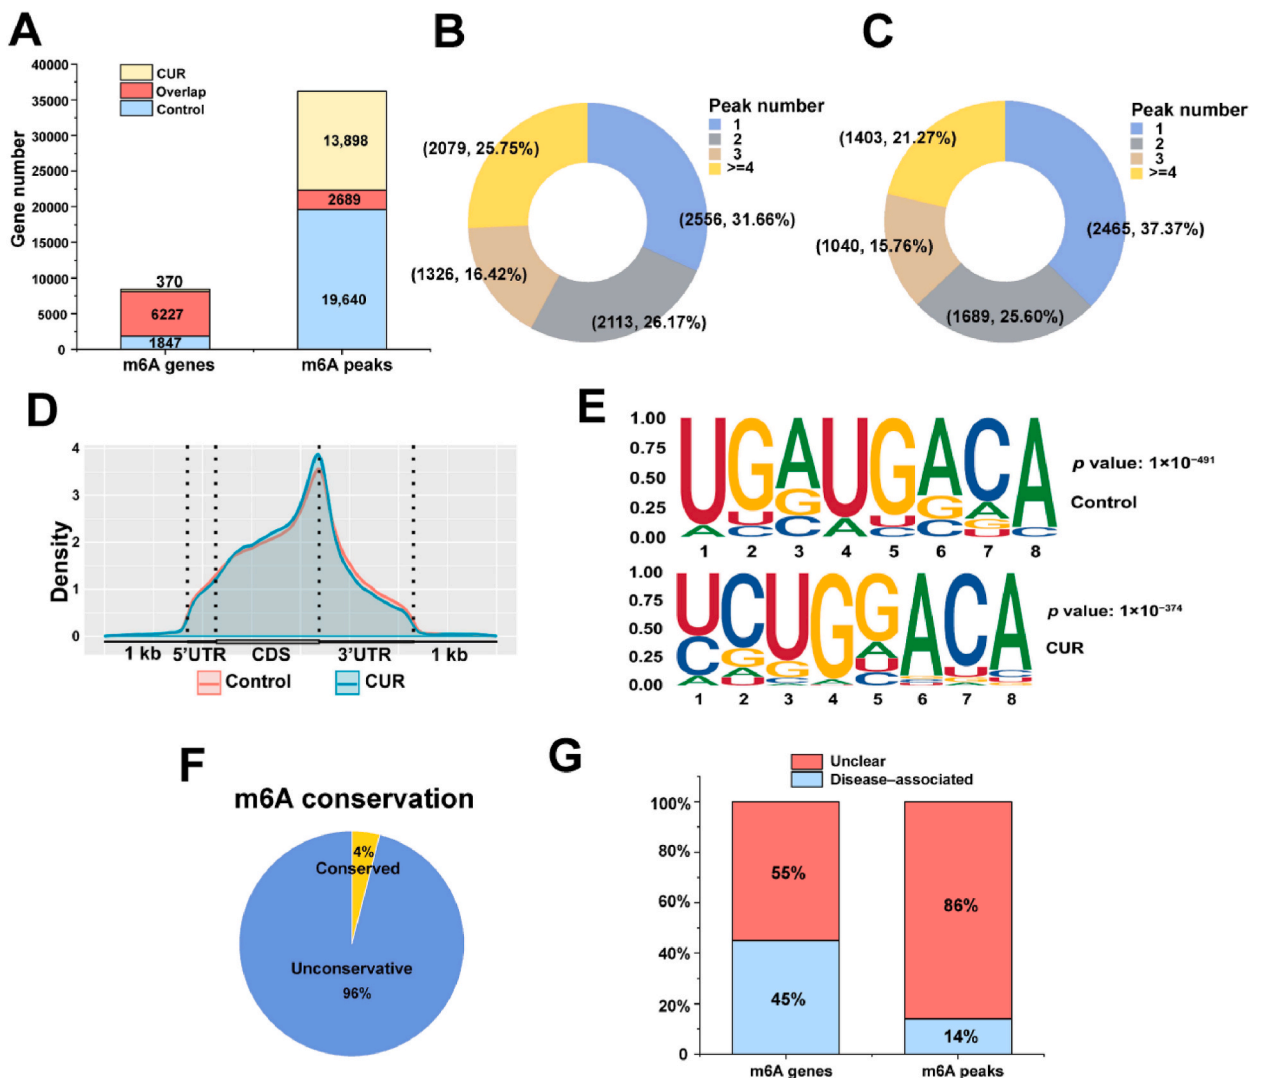 A
40000
35000
30000
25000
20000
15000
10000
5000
0
Gene number
CUR
Overlap
Control
370
6227
1847
13,898
2689
19,640
m6A genes
m6A peaks
B
Peak number
1
2
3
>=4
(2079, 25.75%)
(2556, 31.66%)
(1326, 16.42%)
(2113, 26.17%)
C
Peak number
1
2
3
>=4
(1403, 21.27%)
(2465, 37.37%)
(1040, 15.76%)
(1689, 25.60%)
D
Density
4
3
2
1
0
1 kb 5'UTR CDS 3'UTR 1 kb
Control
CUR
E
1.00
0.75
0.50
0.25
0.00
UGAUGACA
1 2 3 4 5 6 7 8
p value: 1×10⁻⁴⁹¹
Control
1.00
0.75
0.50
0.25
0.00
UCUGGACA
1 2 3 4 5 6 7 8
p value: 1×10⁻³⁷⁴
CUR
F
m6A conservation
4%
Conserved
Unconservative
96%
G
Unclear
Disease–associated
100%
80%
60%
40%
20%
0
55%
45%
86%
14%
m6A genes
m6A peaks